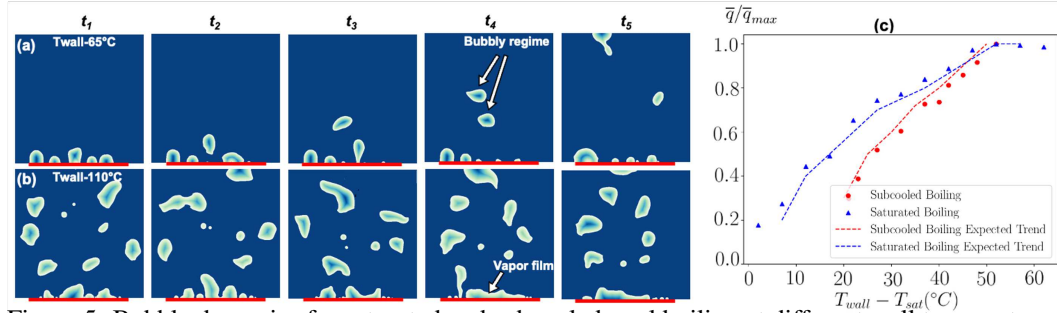 t1 t2 t3 t4 t5
(a) Twall-65°C
Bubbly regime
(b) Twall-110°C
Vapor film
q̅/q̅max
(c)
1.0
0.8
0.6
0.4
0.2
0 10 20 30 40 50 60
Twall − Tsat(°C)
Subcooled Boiling
Saturated Boiling
Subcooled Boiling Expected Trend
Saturated Boiling Expected Trend